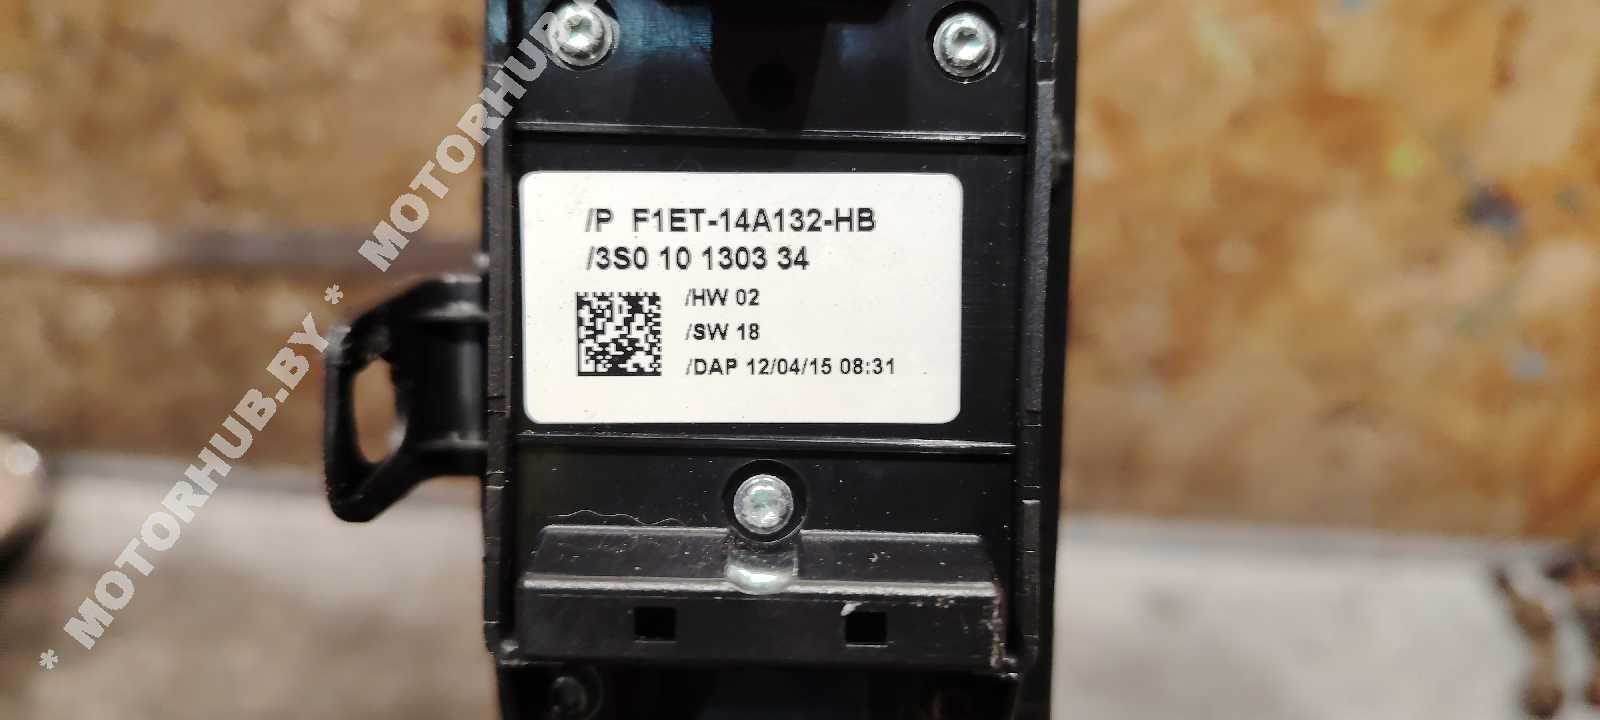 /P F1ET-14A132-HB
/3S0 10 1303 34
/HW 02
/SW 18
/DAP 12/04/15 08:31
* MOTORHUB.BY * MOTORHUB.